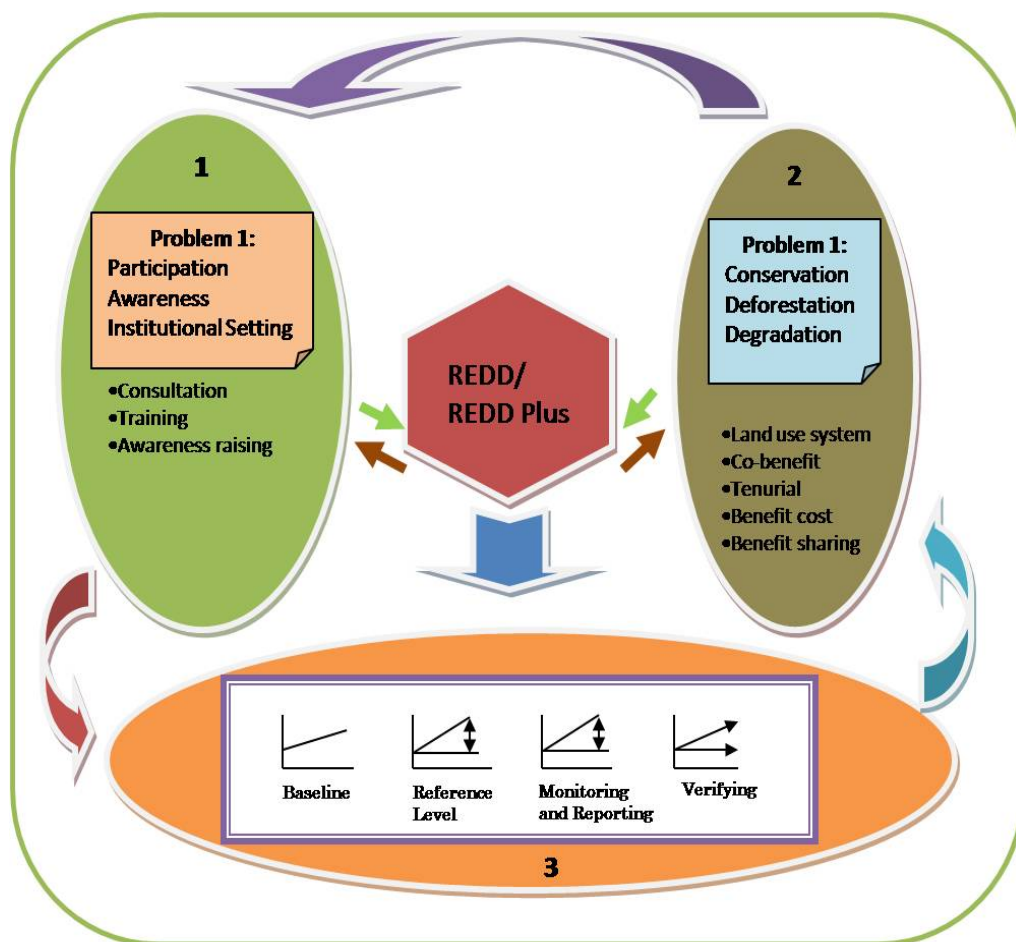 1
Problem 1:
Participation
Awareness
Institutional Setting
•Consultation
•Training
•Awareness raising
REDD/
REDD Plus
2
Problem 1:
Conservation
Deforestation
Degradation
•Land use system
•Co-benefit
•Tenurial
•Benefit cost
•Benefit sharing
Baseline
Reference
Level
Monitoring
and Reporting
Verifying
3